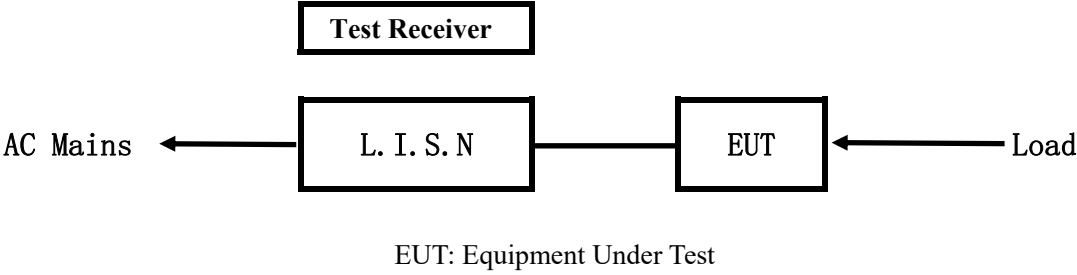 Test Receiver
AC Mains L.I.S.N EUT Load
EUT: Equipment Under Test